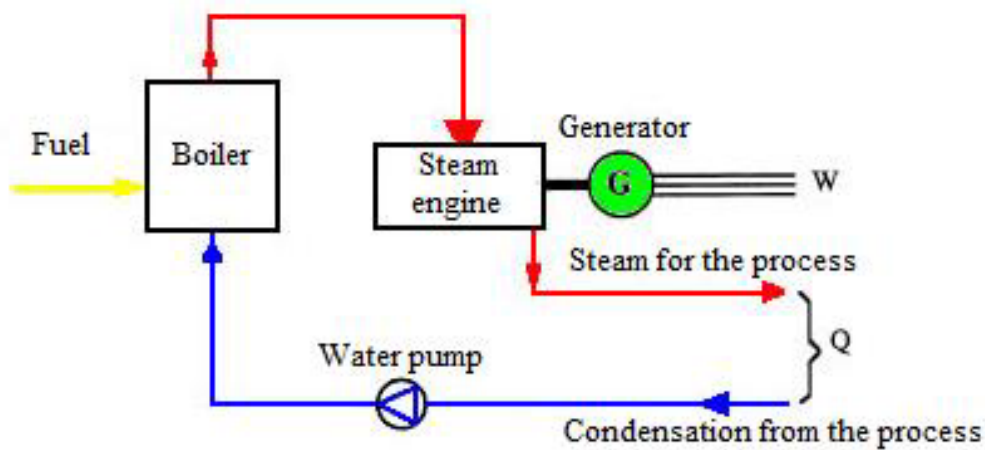 Fuel
Boiler
Steam
engine
Generator
G
W
Steam for the process
Q
Water pump
Condensation from the process